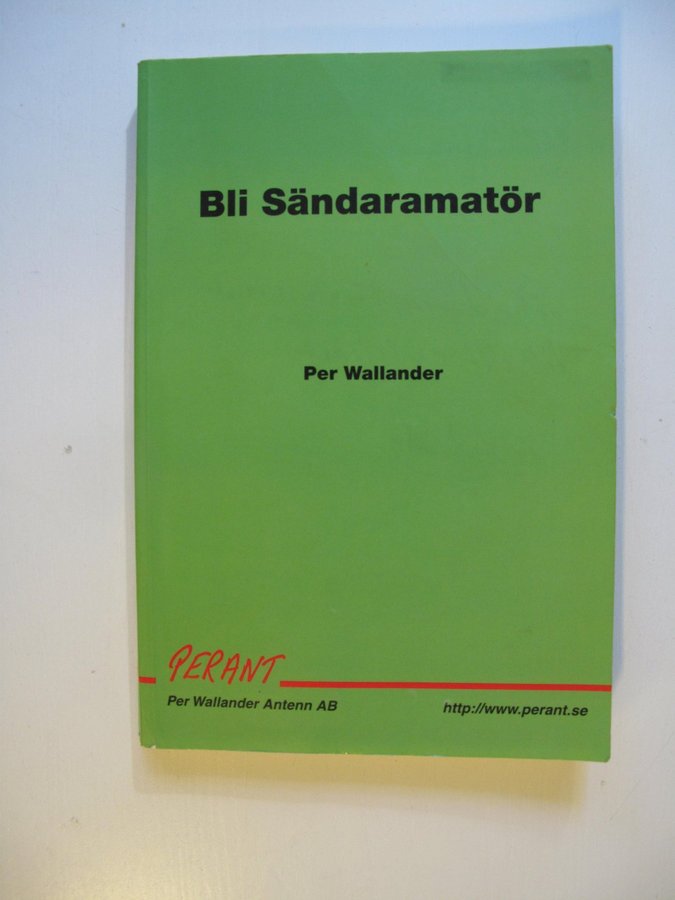 Bli Sändaramatör
Per Wallander
PERANT
Per Wallander Antenn AB
http://www.perant.se